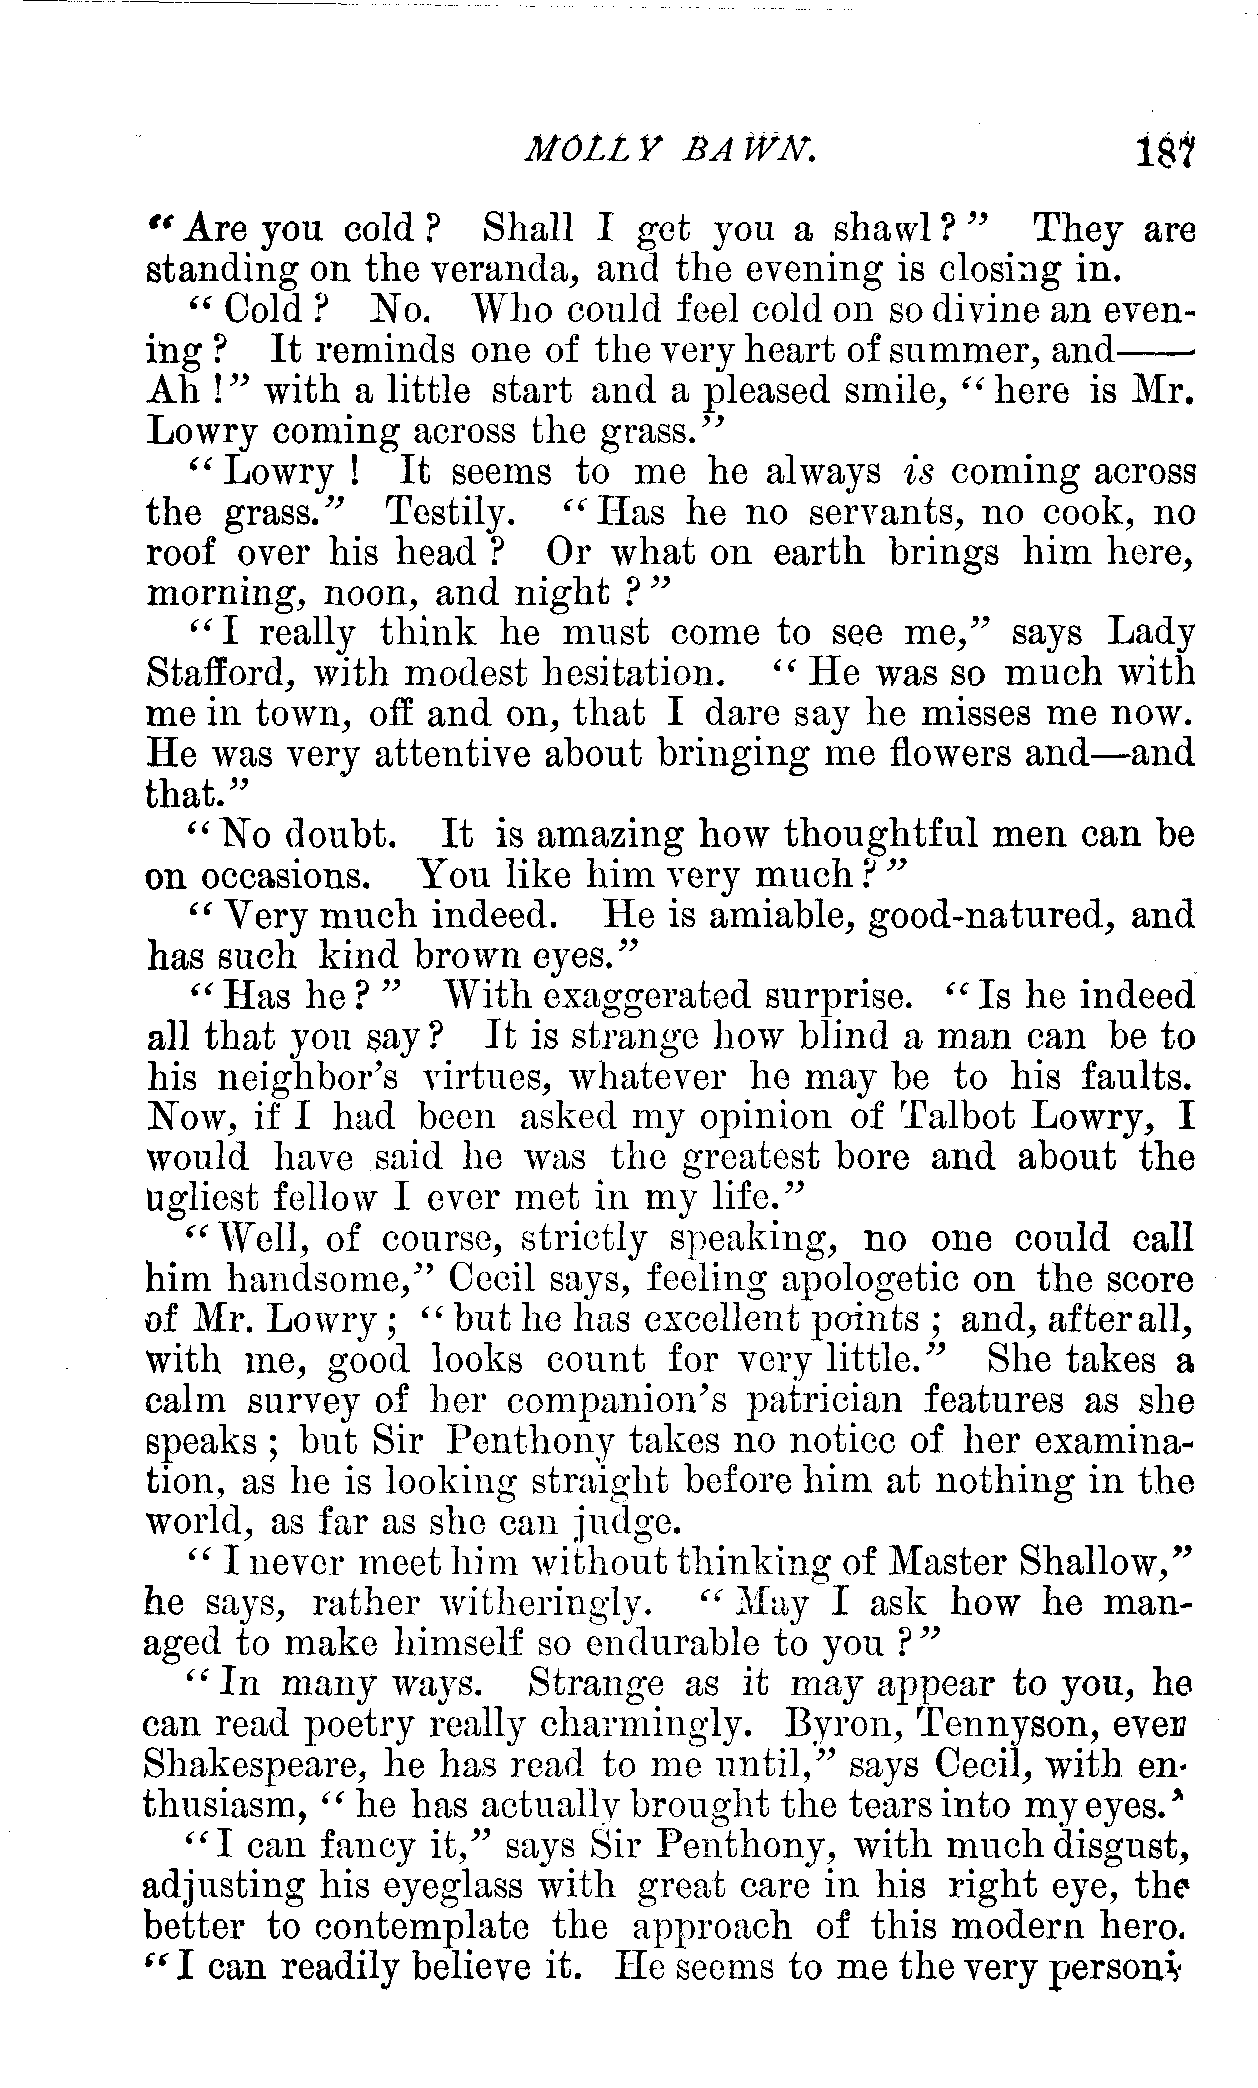 MOLLY BAWN. 187
"Are you cold? Shall I get you a shawl?" They are
standing on the veranda, and the evening is closing in.
"Cold? No. Who could feel cold on so divine an even-
ing? It reminds one of the very heart of summer, and——
Ah!" with a little start and a pleased smile, "here is Mr.
Lowry coming across the grass."
"Lowry! It seems to me he always is coming across
the grass." Testily. "Has he no servants, no cook, no
roof over his head? Or what on earth brings him here,
morning, noon, and night?"
"I really think he must come to see me," says Lady
Stafford, with modest hesitation. "He was so much with
me in town, off and on, that I dare say he misses me now.
He was very attentive about bringing me flowers and—and
that."
"No doubt. It is amazing how thoughtful men can be
on occasions. You like him very much?"
"Very much indeed. He is amiable, good-natured, and
has such kind brown eyes."
"Has he?" With exaggerated surprise. "Is he indeed
all that you say? It is strange how blind a man can be to
his neighbor's virtues, whatever he may be to his faults.
Now, if I had been asked my opinion of Talbot Lowry, I
would have said he was the greatest bore and about the
ugliest fellow I ever met in my life."
"Well, of course, strictly speaking, no one could call
him handsome," Cecil says, feeling apologetic on the score
of Mr. Lowry; "but he has excellent points; and, after all,
with me, good looks count for very little." She takes a
calm survey of her companion's patrician features as she
speaks; but Sir Penthony takes no notice of her examina-
tion, as he is looking straight before him at nothing in the
world, as far as she can judge.
"I never meet him without thinking of Master Shallow,"
he says, rather witheringly. "May I ask how he man-
aged to make himself so endurable to you?"
"In many ways. Strange as it may appear to you, he
can read poetry really charmingly. Byron, Tennyson, even
Shakespeare, he has read to me until," says Cecil, with en-
thusiasm, "he has actually brought the tears into my eyes."
"I can fancy it," says Sir Penthony, with much disgust,
adjusting his eyeglass with great care in his right eye, the
better to contemplate the approach of this modern hero.
"I can readily believe it. He seems to me the very personi-